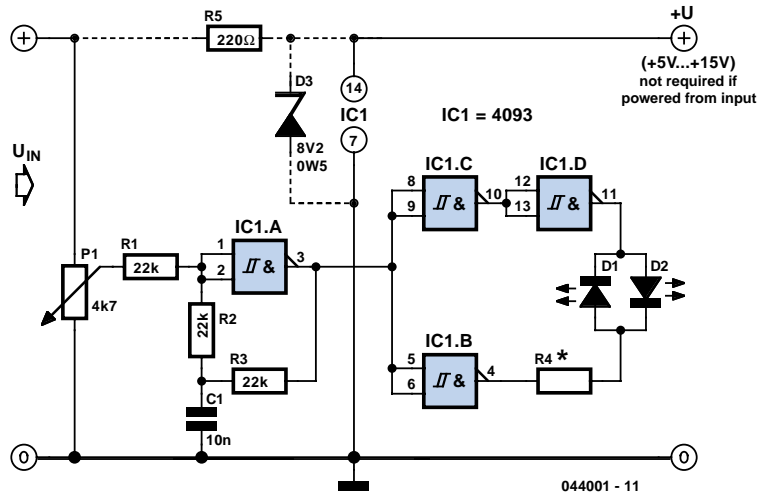 R5
+U
220Ω
(+5V...+15V)
not required if
powered from input
D3
14
IC1
7
IC1 = 4093
8V2
0W5
UIN
IC1.C
IC1.D
8
9
&
10
12
13
&
11
P1
4k7
R1
22k
IC1.A
1
2
&
3
D1
D2
R2
22k
R3
22k
IC1.B
5
6
&
4
R4 *
C1
10n
0
0
044001 - 11